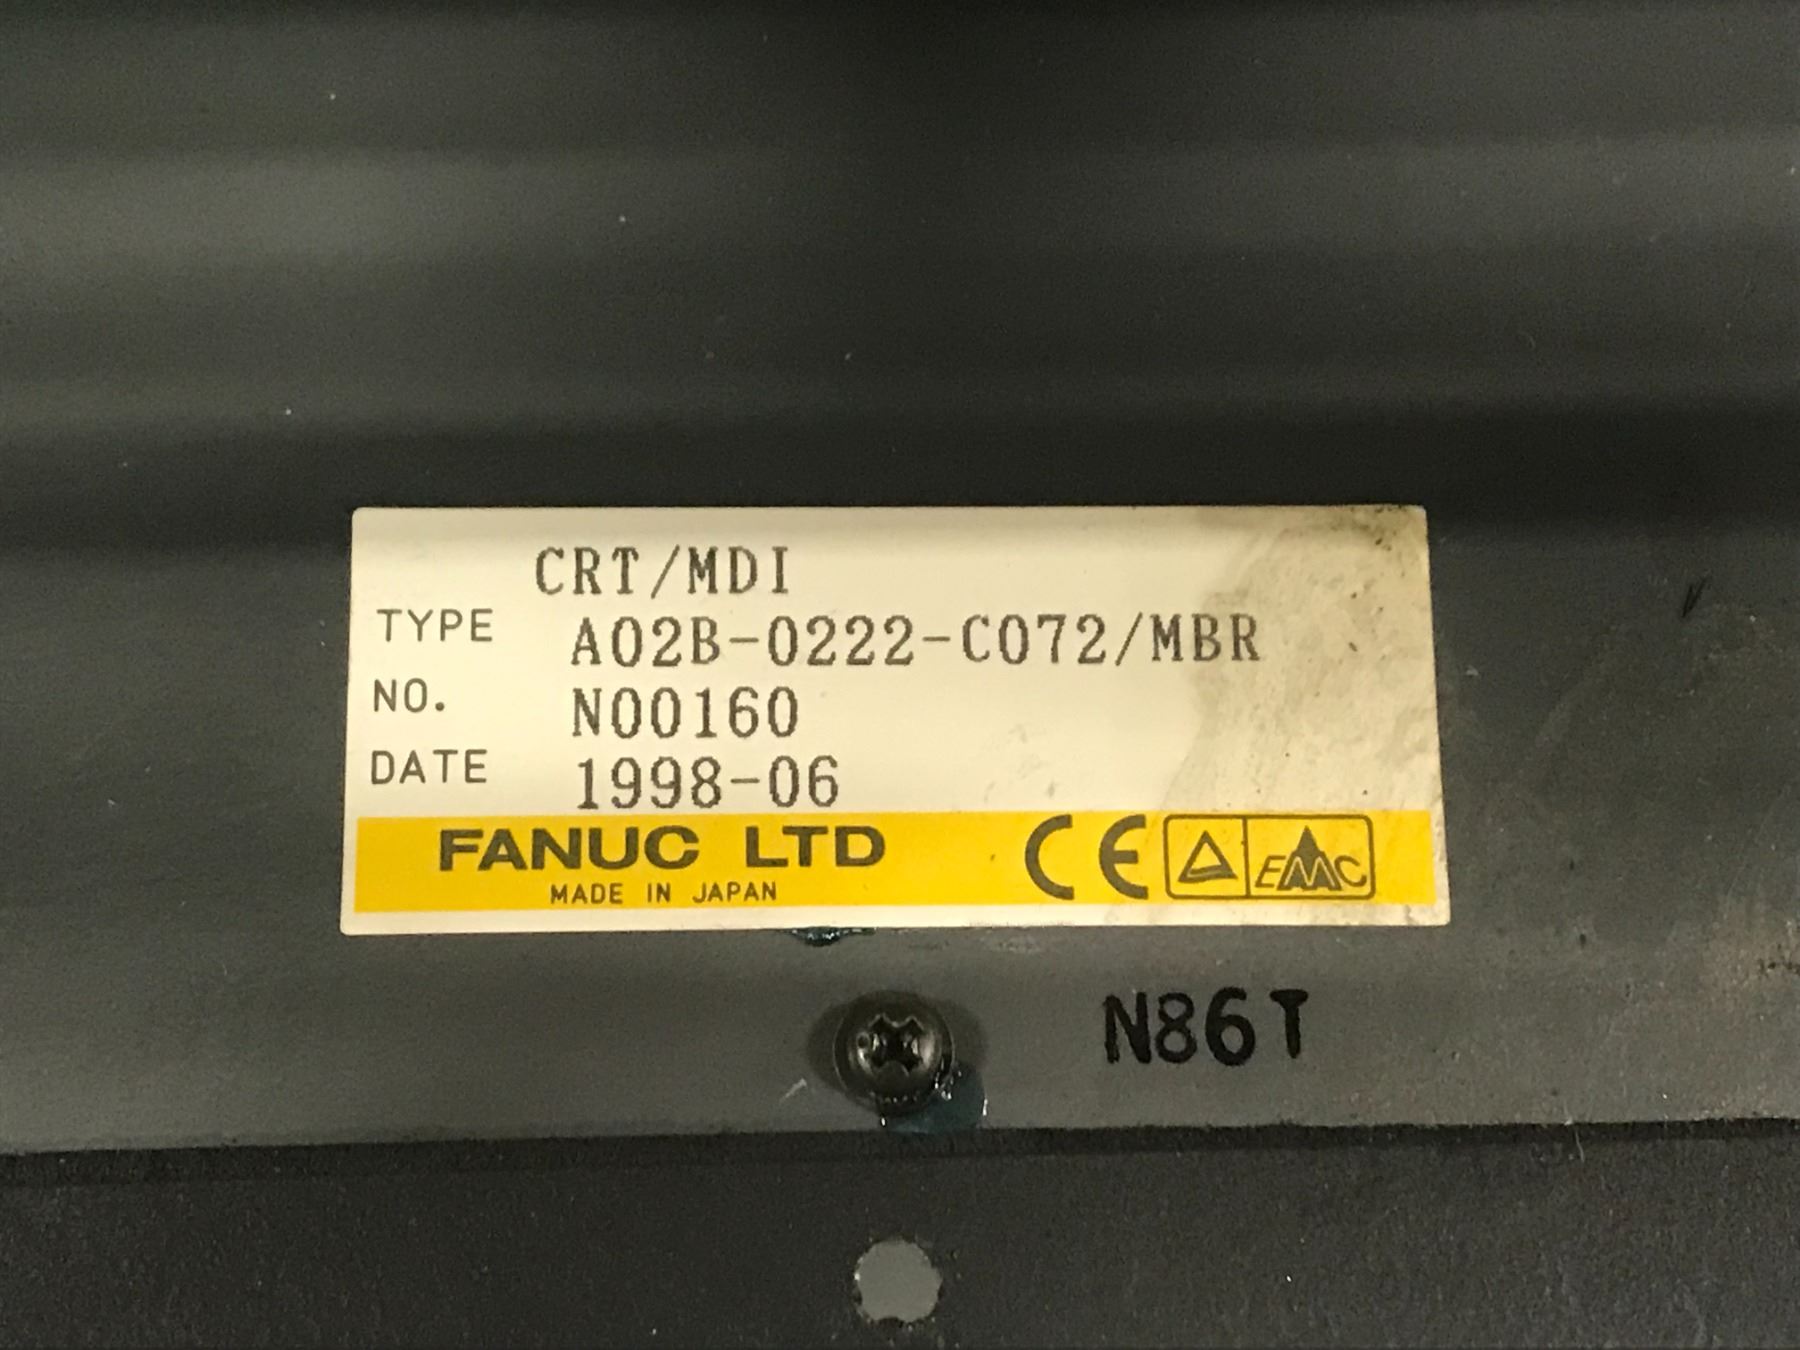 CRT/MDI
TYPE A02B-0222-C072/MBR
NO. N00160
DATE 1998-06
FANUC LTD CE EMC
MADE IN JAPAN
N86T